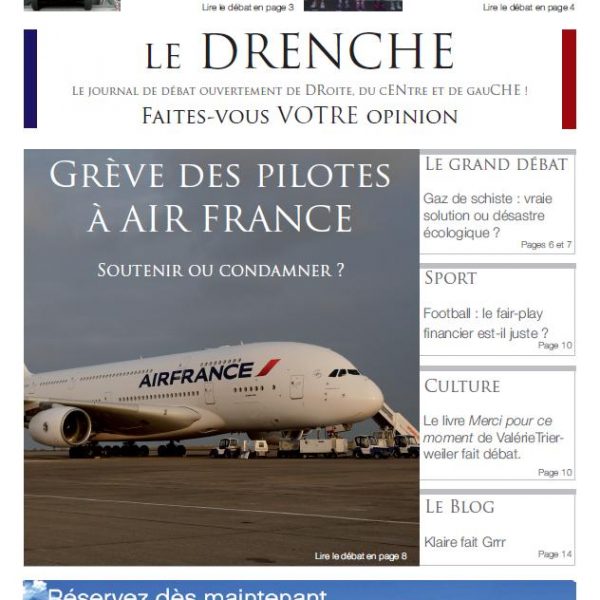 Lire le débat en page 3
Lire le débat en page 4
LE DRENCHE
LE JOURNAL DE DÉBAT OUVERTEMENT DE DROITE, DU CENTRE ET DE GAUCHE !
FAITES-VOUS VOTRE OPINION
GRÈVE DES PILOTES
À AIR FRANCE
SOUTENIR OU CONDAMNER ?
AIRFRANCE
Lire le débat en page 8
LE GRAND DÉBAT
Gaz de schiste : vraie
solution ou désastre
écologique ?
Pages 6 et 7
SPORT
Football : le fair-play
financier est-il juste ?
Page 10
CULTURE
Le livre Merci pour ce
moment de ValérieTrier-
weiler fait débat.
Page 10
LE BLOG
Klaire fait Grrr
Page 14
Réservez dès maintenant